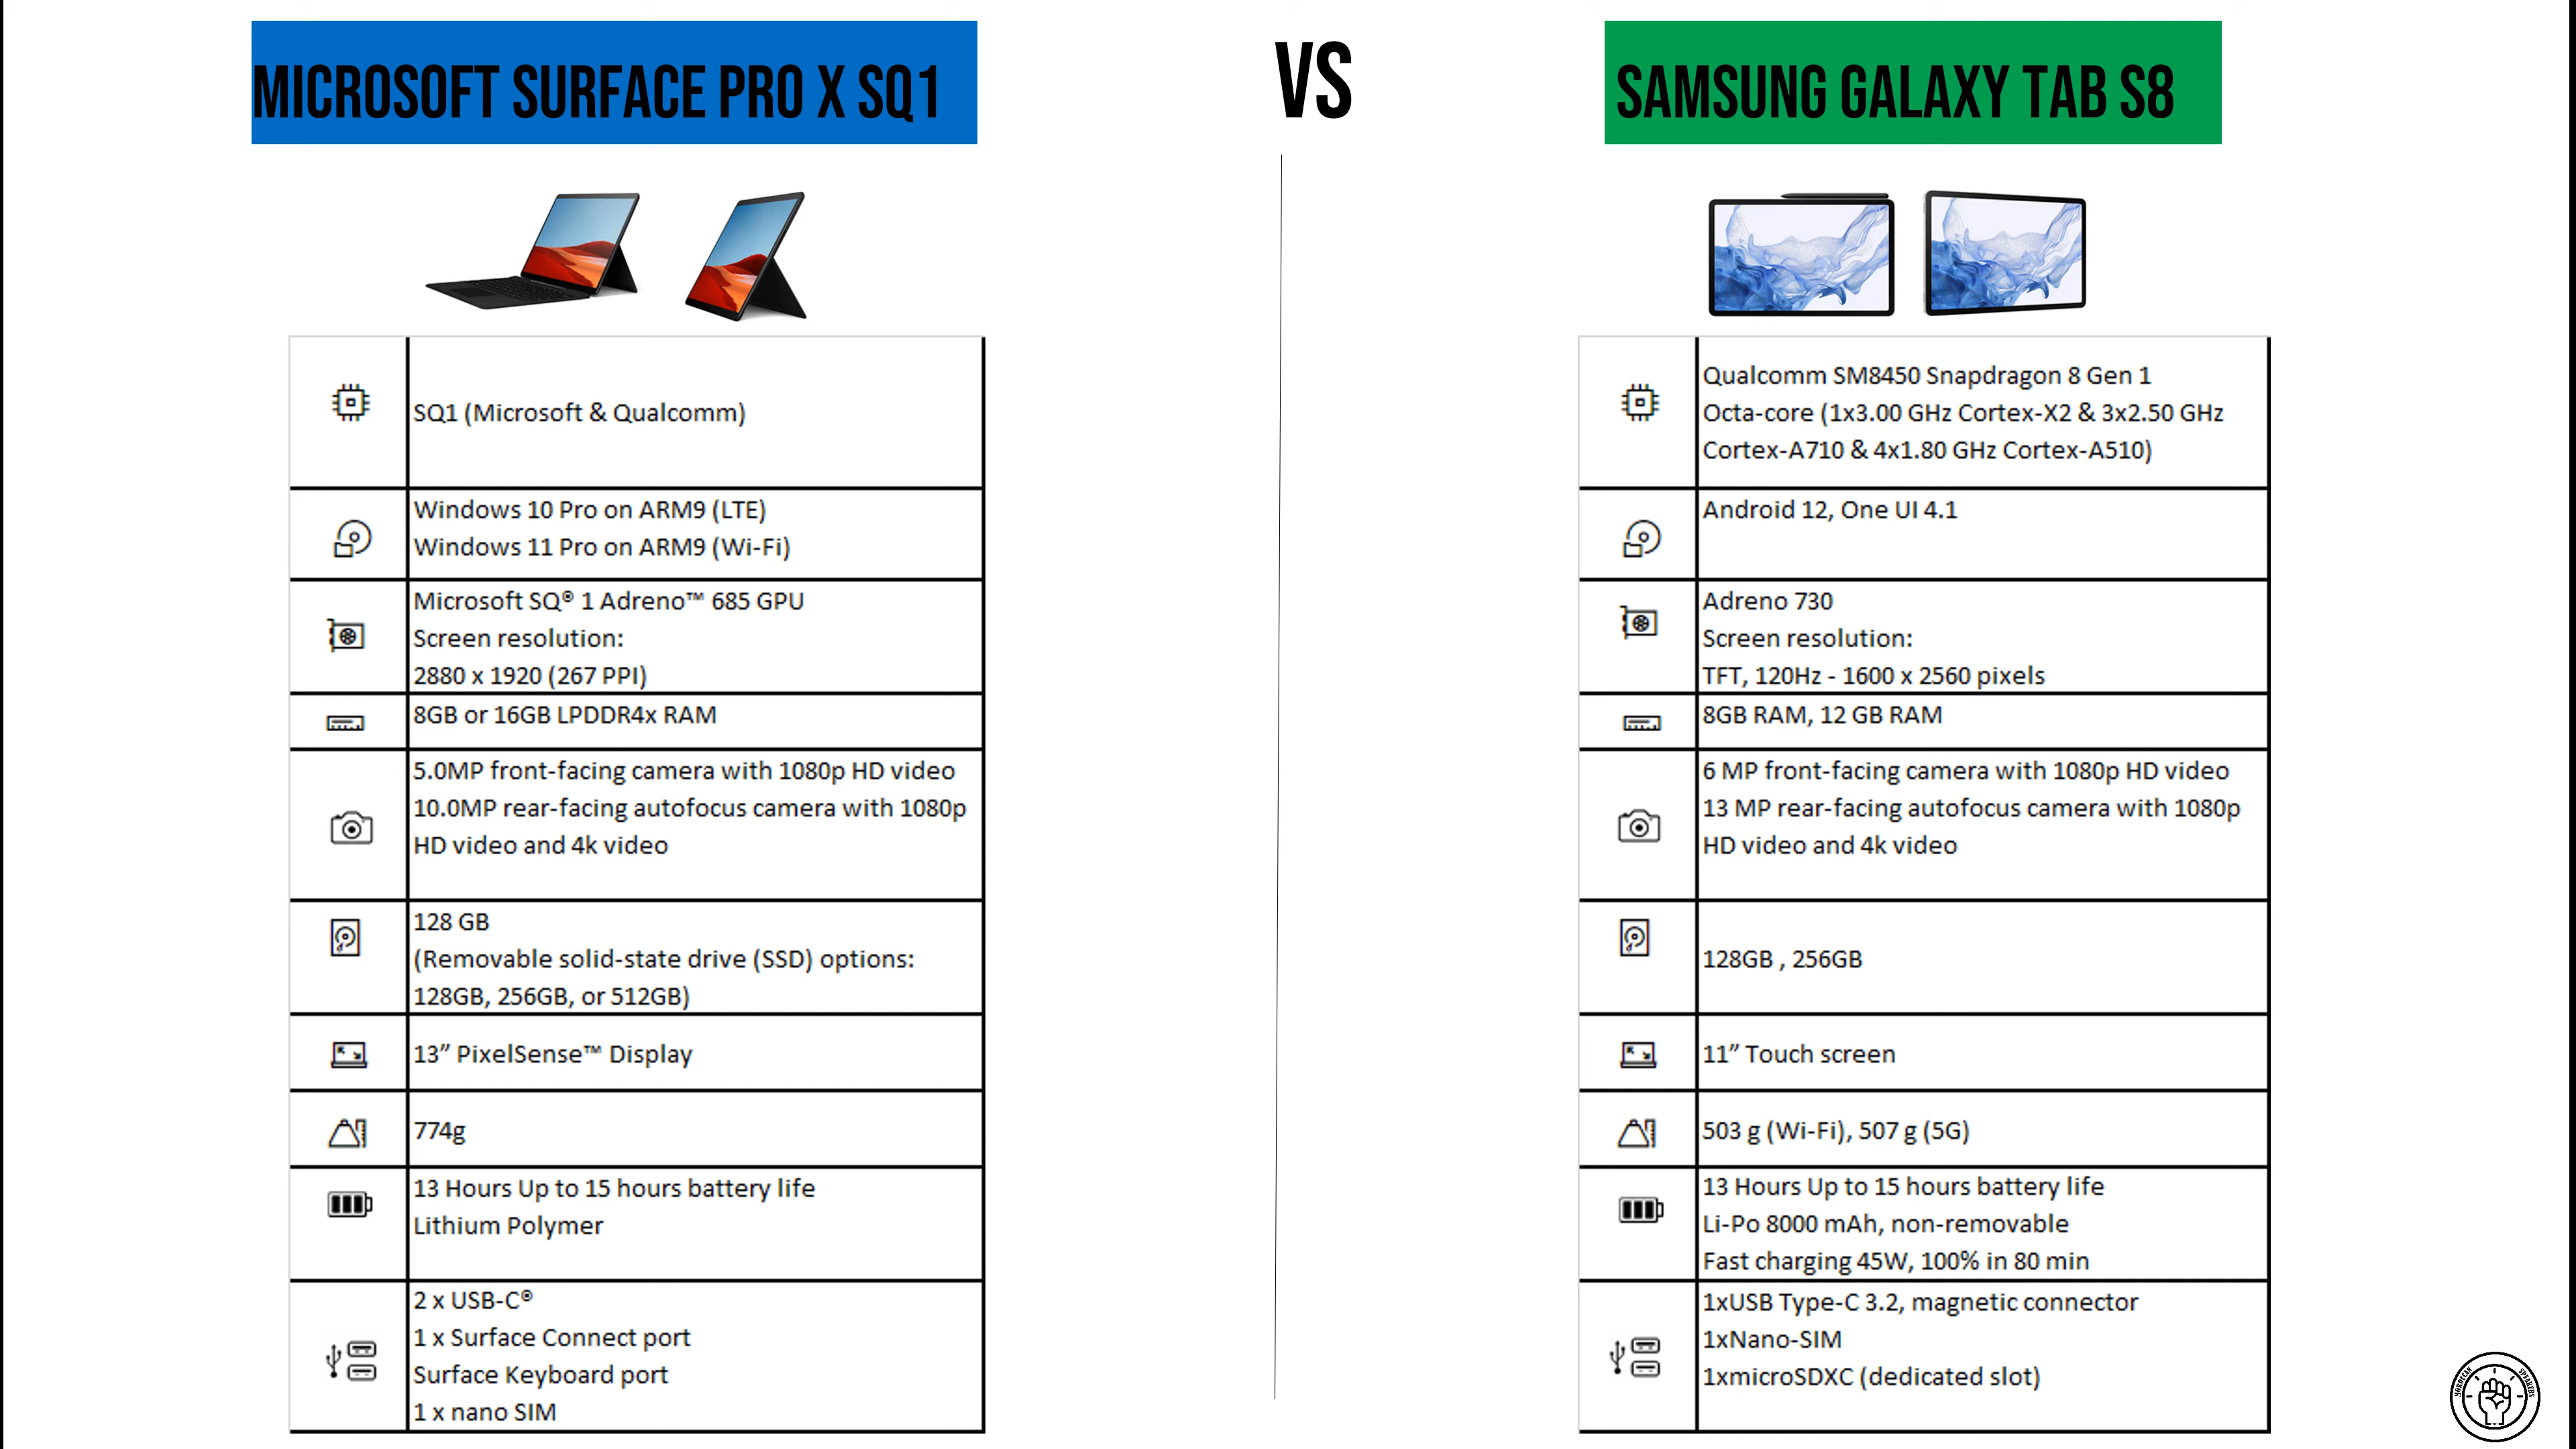 MICROSOFT SURFACE PRO X SQ1
VS
SAMSUNG GALAXY TAB S8
SQ1 (Microsoft & Qualcomm)
Windows 10 Pro on ARM9 (LTE)
Windows 11 Pro on ARM9 (Wi-Fi)
Microsoft SQ® 1 Adreno™ 685 GPU
Screen resolution:
2880 x 1920 (267 PPI)
8GB or 16GB LPDDR4x RAM
5.0MP front-facing camera with 1080p HD video
10.0MP rear-facing autofocus camera with 1080p
HD video and 4k video
128 GB
(Removable solid-state drive (SSD) options:
128GB, 256GB, or 512GB)
13” PixelSense™ Display
774g
13 Hours Up to 15 hours battery life
Lithium Polymer
2 x USB-C®
1 x Surface Connect port
Surface Keyboard port
1 x nano SIM
Qualcomm SM8450 Snapdragon 8 Gen 1
Octa-core (1x3.00 GHz Cortex-X2 & 3x2.50 GHz
Cortex-A710 & 4x1.80 GHz Cortex-A510)
Android 12, One UI 4.1
Adreno 730
Screen resolution:
TFT, 120Hz - 1600 x 2560 pixels
8GB RAM, 12 GB RAM
6 MP front-facing camera with 1080p HD video
13 MP rear-facing autofocus camera with 1080p
HD video and 4k video
128GB , 256GB
11” Touch screen
503 g (Wi-Fi), 507 g (5G)
13 Hours Up to 15 hours battery life
Li-Po 8000 mAh, non-removable
Fast charging 45W, 100% in 80 min
1xUSB Type-C 3.2, magnetic connector
1xNano-SIM
1xmicroSDXC (dedicated slot)